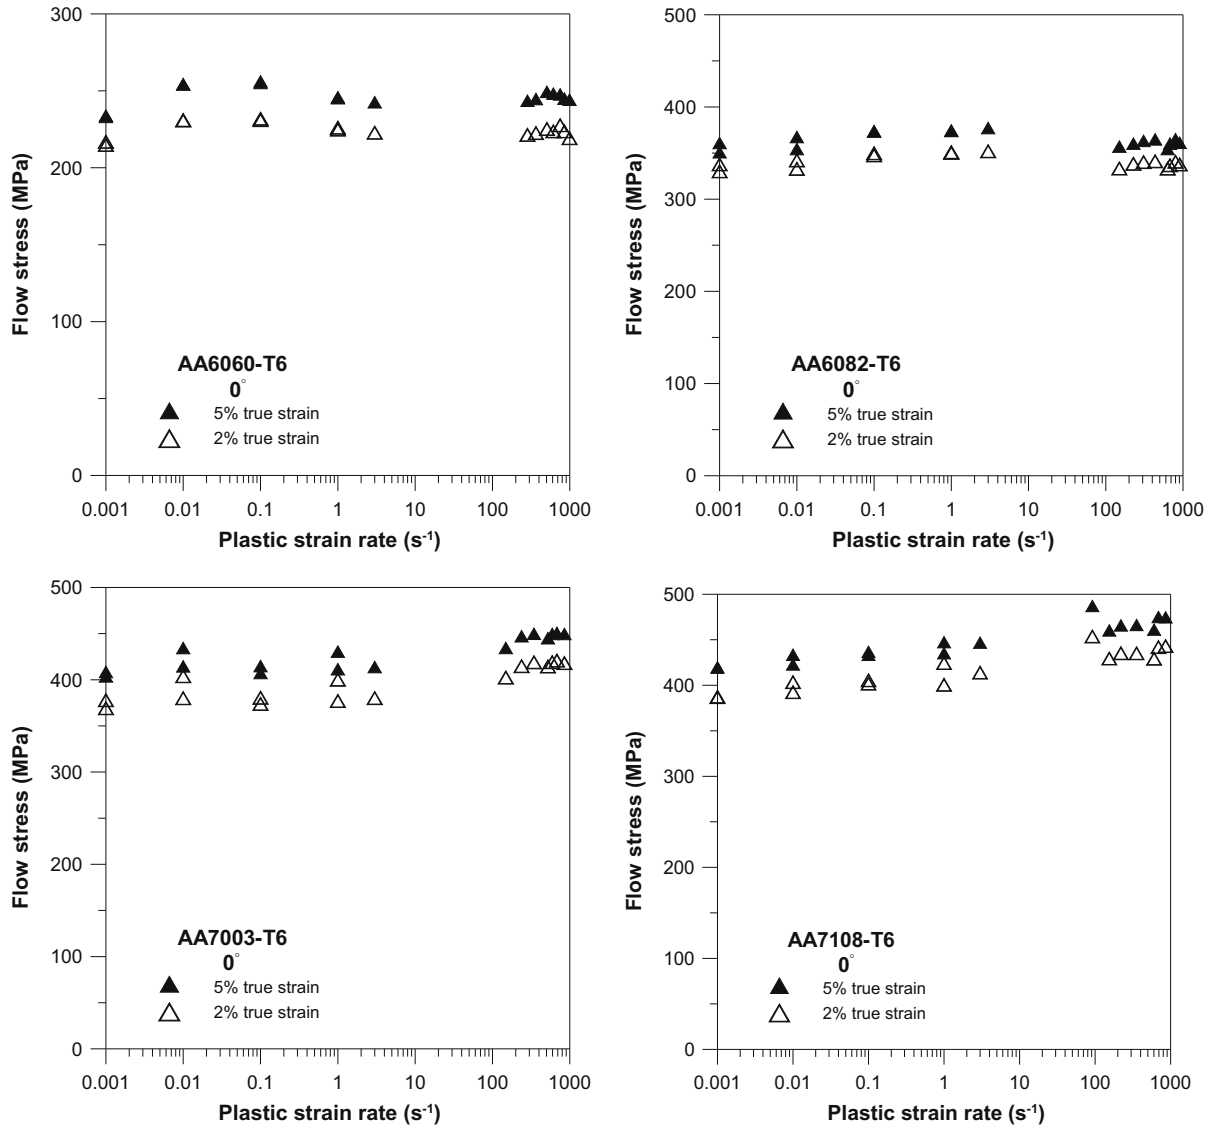 300
200
100
0
Flow stress (MPa)
AA6060-T6
0°
5% true strain
2% true strain
0.001 0.01 0.1 1 10 100 1000
Plastic strain rate (s⁻¹)
500
400
300
200
100
0
Flow stress (MPa)
AA6082-T6
0°
5% true strain
2% true strain
0.001 0.01 0.1 1 10 100 1000
Plastic strain rate (s⁻¹)
500
400
300
200
100
0
Flow stress (MPa)
AA7003-T6
0°
5% true strain
2% true strain
0.001 0.01 0.1 1 10 100 1000
Plastic strain rate (s⁻¹)
500
400
300
200
100
0
Flow stress (MPa)
AA7108-T6
0°
5% true strain
2% true strain
0.001 0.01 0.1 1 10 100 1000
Plastic strain rate (s⁻¹)